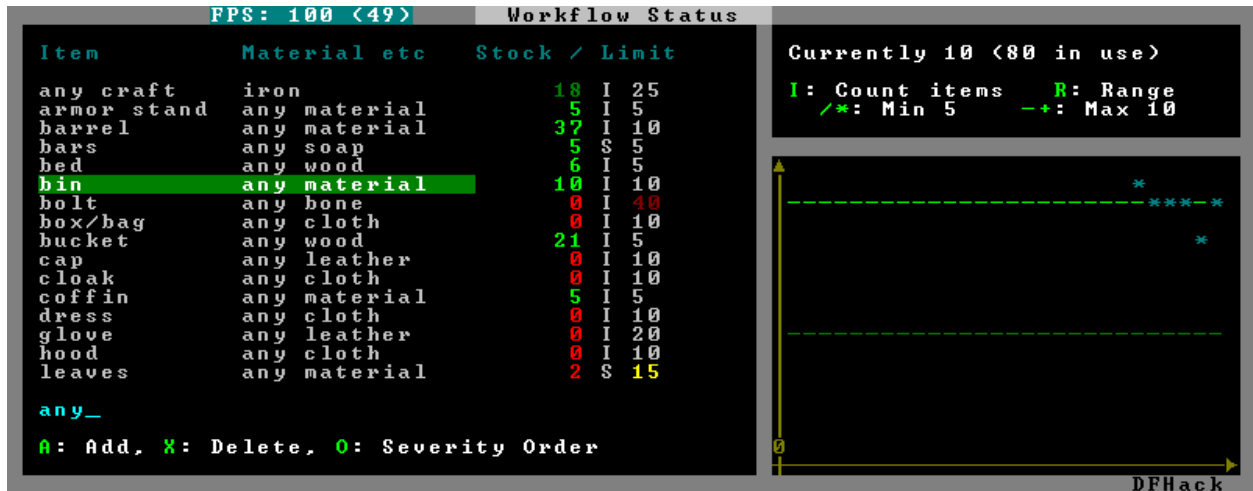 FPS: 100 (49) Workflow Status
Item Material etc Stock / Limit
any craft iron 18 I 25
armor stand any material 5 I 5
barrel any material 37 I 10
bars any soap 5 S 5
bed any wood 6 I 5
bin any material 10 I 10
bolt any bone 0 I 40
box/bag any cloth 0 I 10
bucket any wood 21 I 5
cap any leather 0 I 10
cloak any cloth 0 I 10
coffin any material 5 I 5
dress any cloth 0 I 10
glove any leather 0 I 20
hood any cloth 0 I 10
leaves any material 2 S 15
any_
A: Add, X: Delete, O: Severity Order
Currently 10 (80 in use)
I: Count items R: Range
/*: Min 5 -+: Max 10
0
DFHack